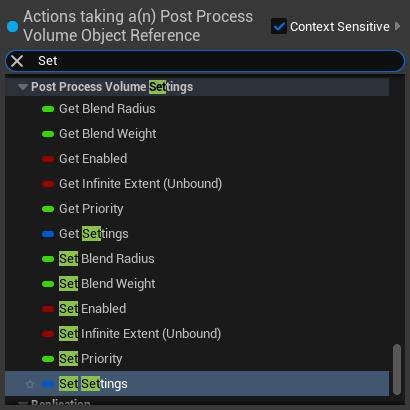 Actions taking a(n) Post Process
Volume Object Reference
Context Sensitive
Set
Post Process Volume Settings
Get Blend Radius
Get Blend Weight
Get Enabled
Get Infinite Extent (Unbound)
Get Priority
Get Settings
Set Blend Radius
Set Blend Weight
Set Enabled
Set Infinite Extent (Unbound)
Set Priority
Set Settings
Replication